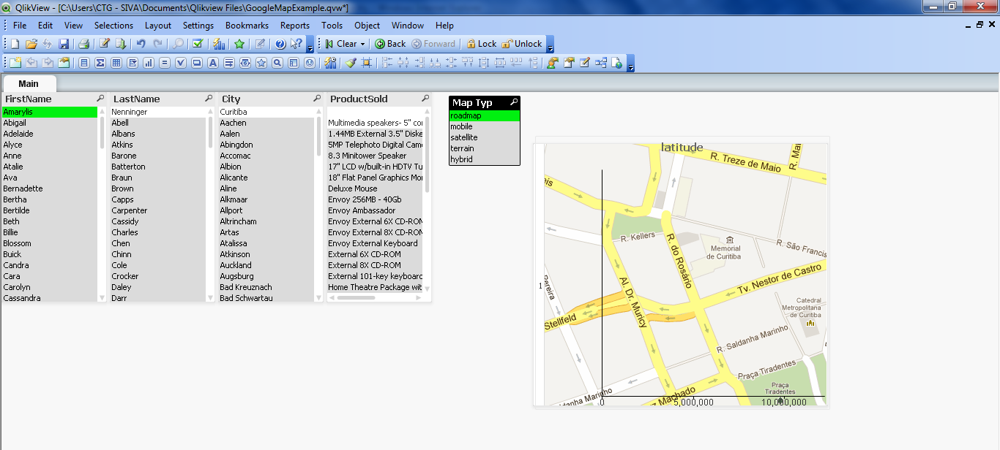 QlikView - [C:\Users\CTG - SIVA\Documents\Qlikview Files\GoogleMapExample.qvw*]
File Edit View Selections Layout Settings Bookmarks Reports Tools Object Window Help
Clear Back Forward Lock Unlock
Main
FirstName
Amarylis
Abigail
Adelaide
Alyce
Anne
Atalie
Ava
Bernadette
Bertha
Bertilde
Beth
Billie
Blossom
Buick
Candra
Cara
Carolyn
Cassandra
LastName
Nenninger
Abell
Albans
Atkins
Barone
Batterton
Braun
Brown
Capps
Carpenter
Cassidy
Charles
Chen
Chinn
Cole
Crocker
Daley
Darr
City
Curitiba
Aachen
Aalen
Abingdon
Accomac
Albion
Alicante
Aline
Alkmaar
Allport
Altrincham
Artas
Atalissa
Atkinson
Auckland
Augsburg
Bad Kreuznach
Bad Schwartau
ProductSold
Multimedia speakers- 5" co
1.44MB External 3.5" Diske
5MP Telephoto Digital Cam
8.3 Minitower Speaker
17" LCD w/built-in HDTV Tu
18" Flat Panel Graphics Mo
Deluxe Mouse
Envoy 256MB - 40Gb
Envoy Ambassador
Envoy External 6X CD-ROM
Envoy External 8X CD-ROM
Envoy External Keyboard
External 6X CD-ROM
External 8X CD-ROM
External 101-key keyboard
Home Theatre Package wit
Map Typ
roadmap
mobile
satellite
terrain
hybrid
latitude
R. Treze de Maio
R. Mar
eis
R. Kellers
R. do Rosário
Memorial
de Curitiba
R. São Francis
Tv. Nestor de Castro
1
Pereira
Al. Dr. Muricy
Catedral
Metropolitana
de Curitiba
Stellfeld
R. Saldanha Marinho
Praça Tiradentes
Praça
Tiradentes
danha Marinho
z Machado
0 5,000,000 10,000,000